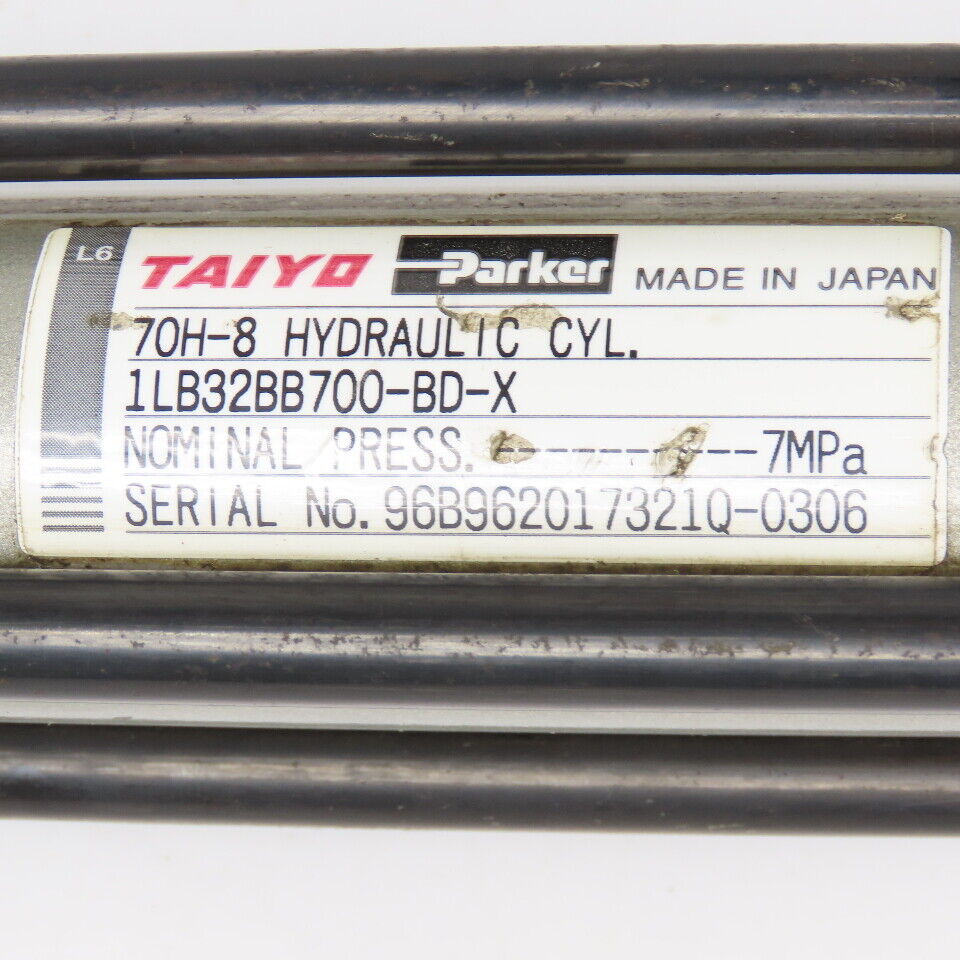 L6 TAIYO Parker MADE IN JAPAN
70H-8 HYDRAULIC CYL.
1LB32BB700-BD-X
NOMINAL PRESS. ----------7MPa
SERIAL No. 96B962017321Q-0306